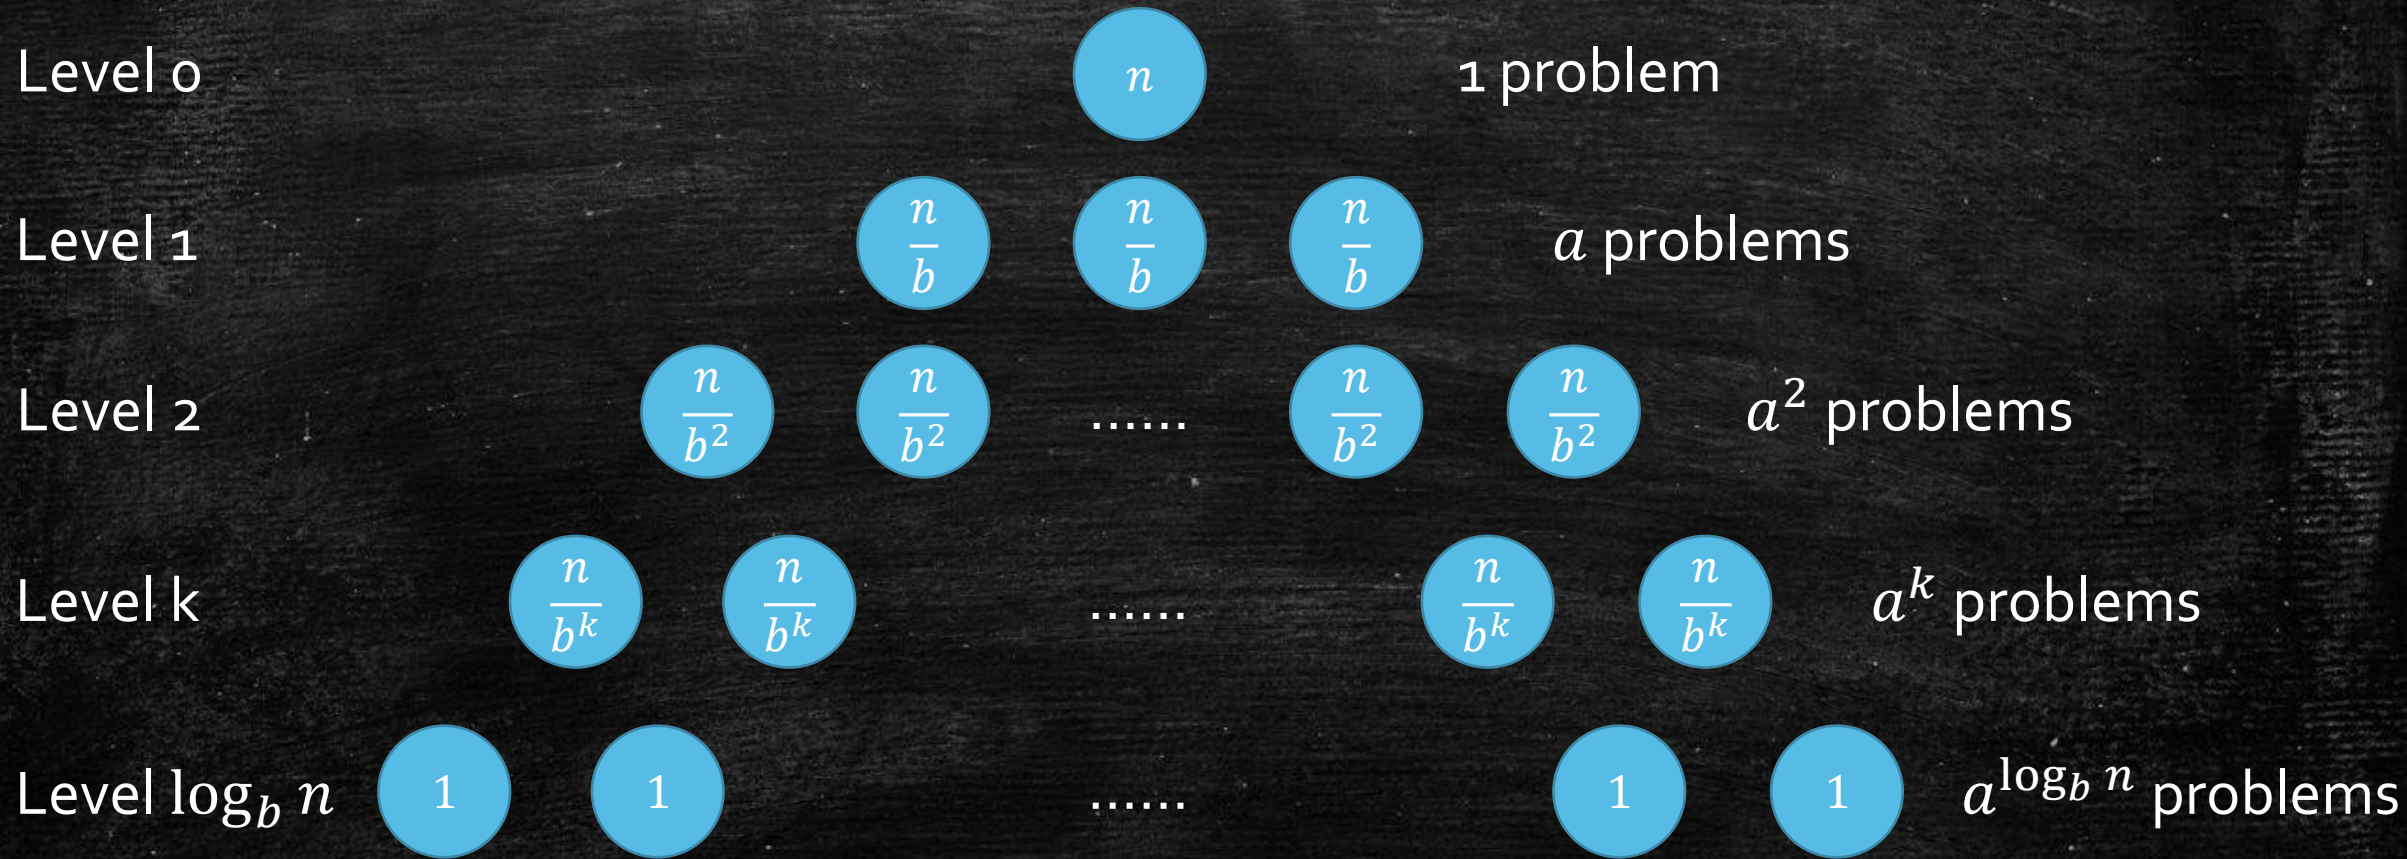 Level 0 n 1 problem
Level 1 n/b n/b n/b a problems
Level 2 n/b² n/b² ...... n/b² n/b² a² problems
Level k n/bᵏ n/bᵏ ...... n/bᵏ n/bᵏ aᵏ problems
Level log_b n 1 1 ...... 1 1 a^(log_b n) problems